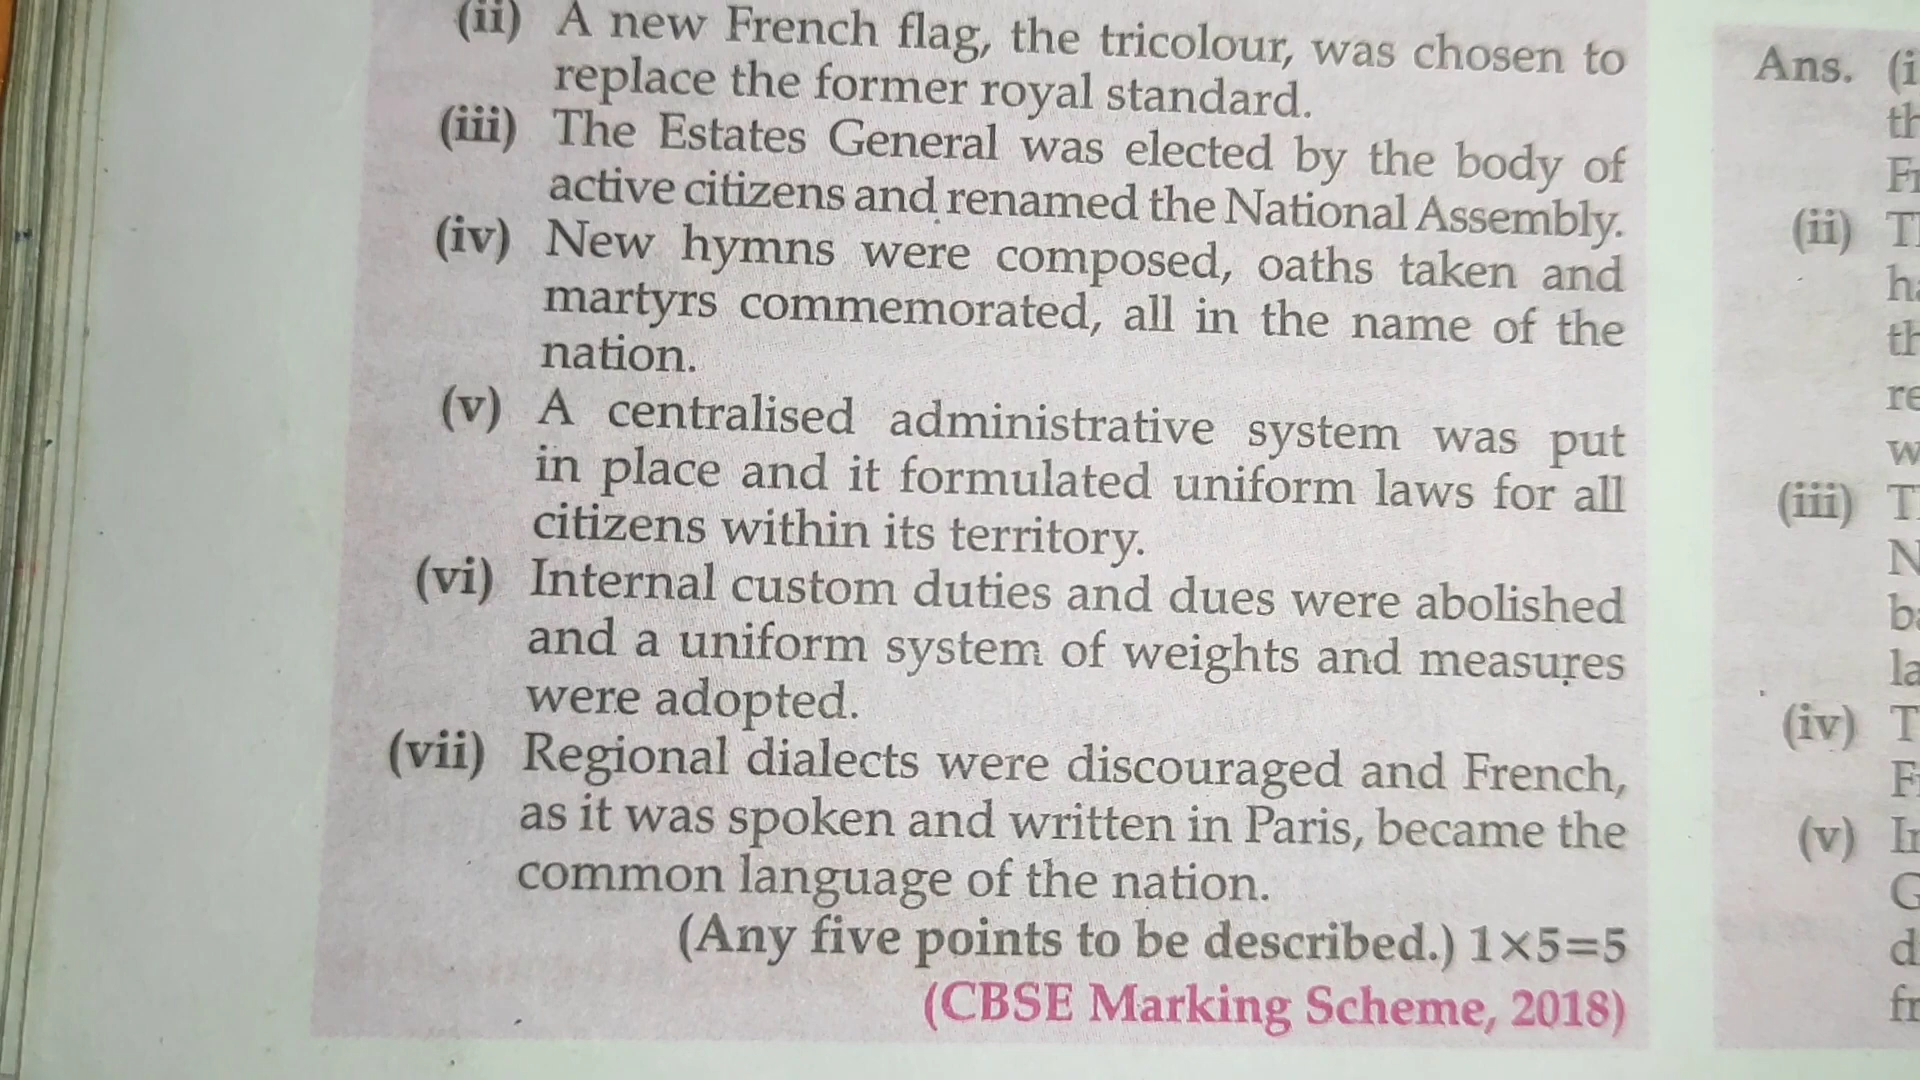 (ii) A new French flag, the tricolour, was chosen to
replace the former royal standard.
(iii) The Estates General was elected by the body of
active citizens and renamed the National Assembly.
(iv) New hymns were composed, oaths taken and
martyrs commemorated, all in the name of the
nation.
(v) A centralised administrative system was put
in place and it formulated uniform laws for all
citizens within its territory.
(vi) Internal custom duties and dues were abolished
and a uniform system of weights and measures
were adopted.
(vii) Regional dialects were discouraged and French,
as it was spoken and written in Paris, became the
common language of the nation.
(Any five points to be described.) 1×5=5
(CBSE Marking Scheme, 2018)
Ans.
(ii)
(iii)
(iv)
(v)